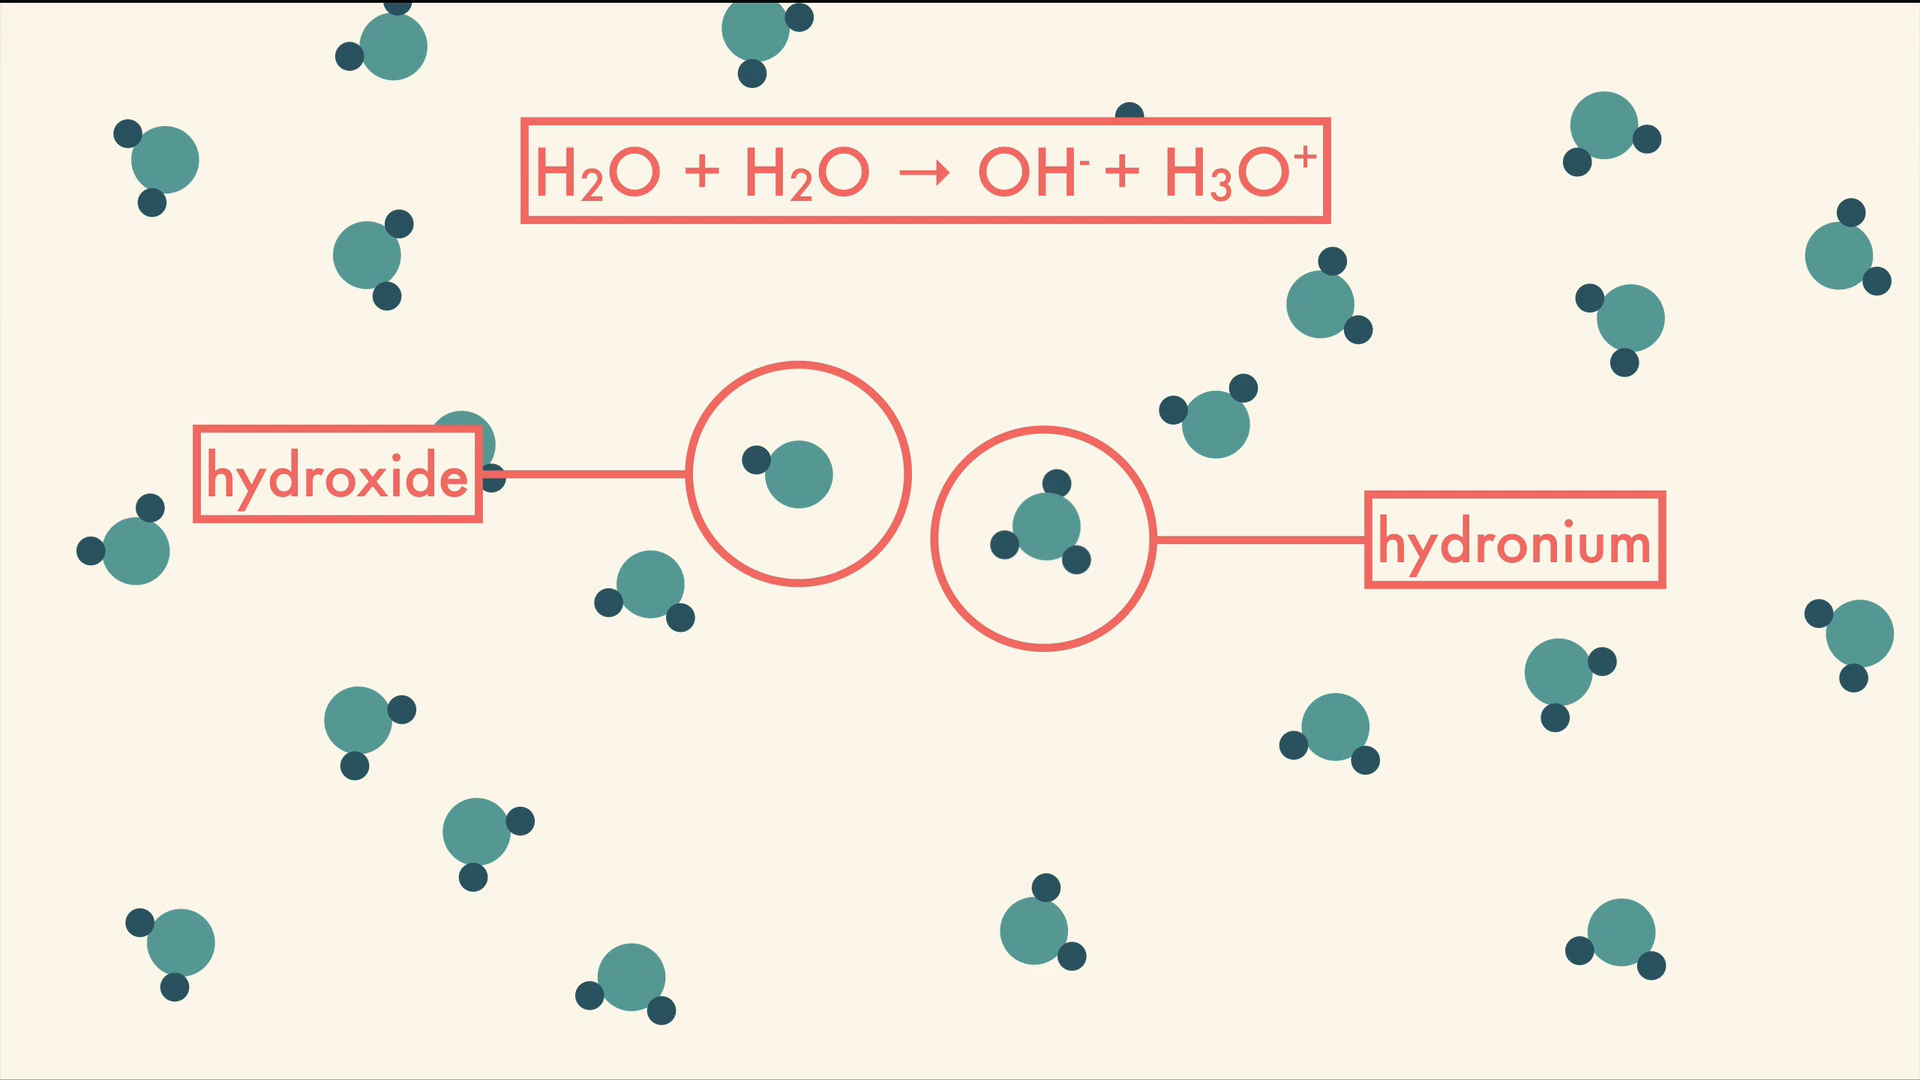 H₂O + H₂O → OH⁻ + H₃O⁺
hydroxide
hydronium